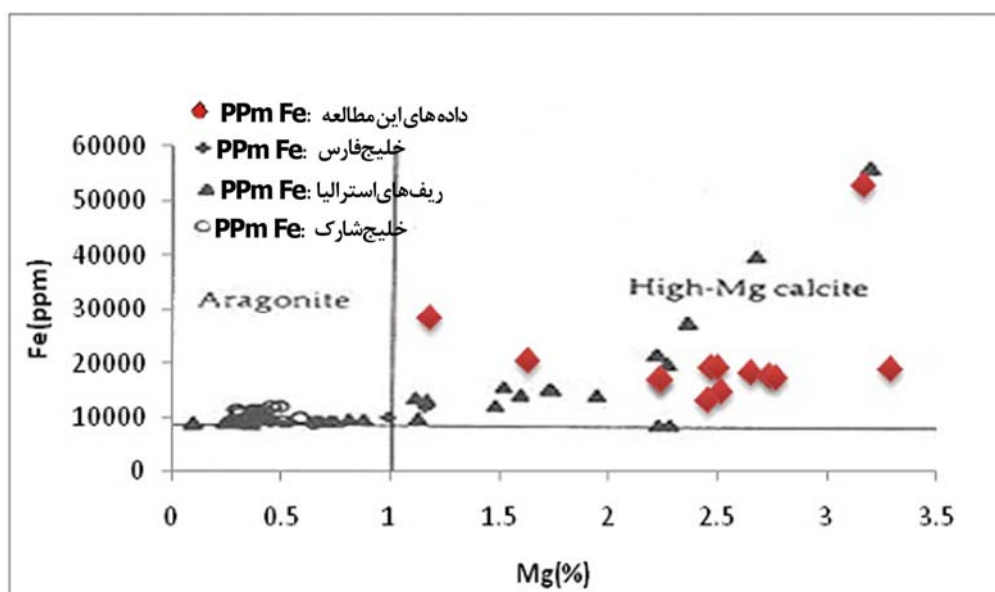 PPm Fe: داده‌های این مطالعه
PPm Fe: خلیج فارس
PPm Fe: ریف‌های استرالیا
PPm Fe: خلیج شارک
60000
50000
40000
30000
20000
10000
0
Fe(ppm)
Aragonite
High-Mg calcite
0 0.5 1 1.5 2 2.5 3 3.5
Mg(%)